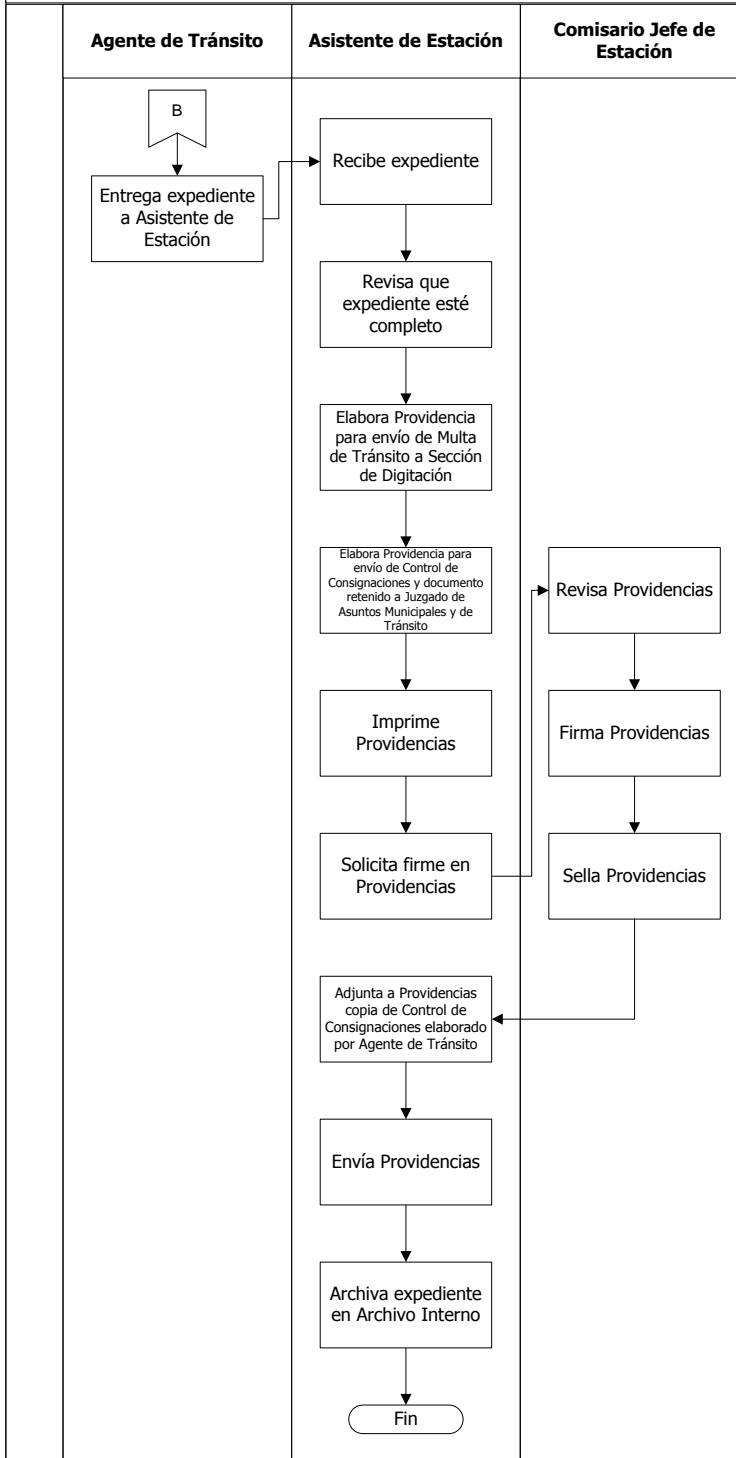 Agente de Tránsito
Asistente de Estación
Comisario Jefe de
Estación
B
Entrega expediente
a Asistente de
Estación
Recibe expediente
Revisa que
expediente esté
completo
Elabora Providencia
para envío de Multa
de Tránsito a Sección
de Digitación
Elabora Providencia para
envío de Control de
Consignaciones y documento
retenido a Juzgado de
Asuntos Municipales y de
Tránsito
Imprime
Providencias
Solicita firme en
Providencias
Revisa Providencias
Firma Providencias
Sella Providencias
Adjunta a Providencias
copia de Control de
Consignaciones elaborado
por Agente de Tránsito
Envía Providencias
Archiva expediente
en Archivo Interno
Fin